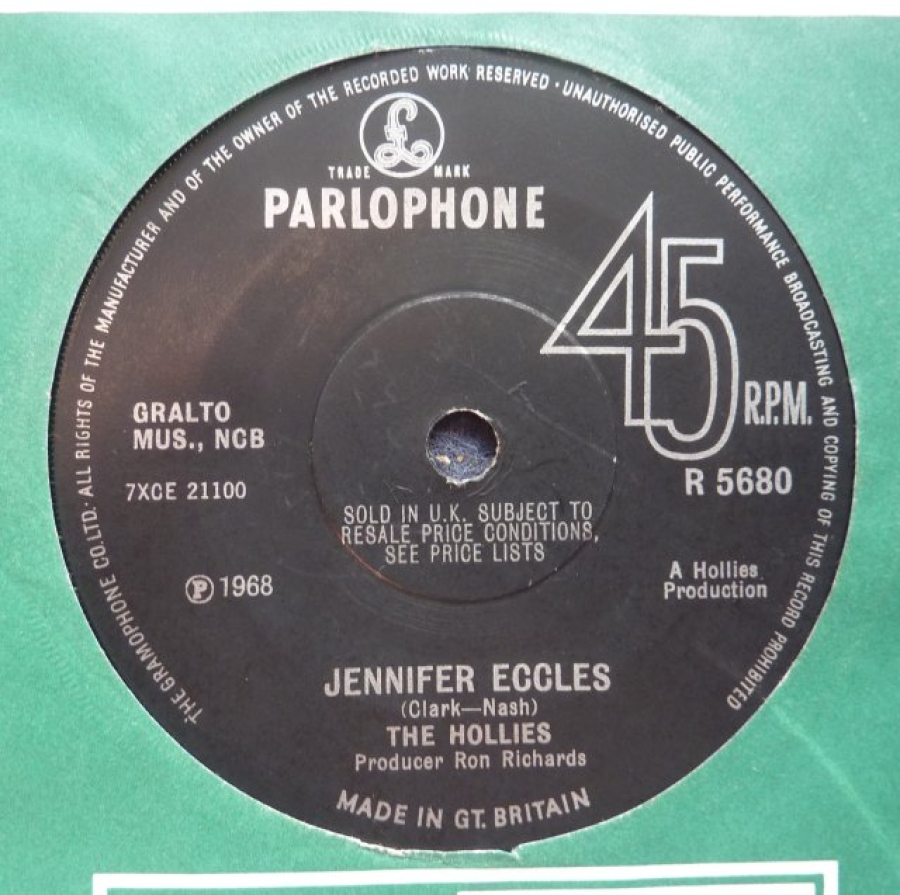 THE GRAMOPHONE CO. LTD. ALL RIGHTS OF THE MANUFACTURER AND OF THE OWNER OF THE RECORDED WORK RESERVED · UNAUTHORISED PUBLIC PERFORMANCE BROADCASTING AND COPYING OF THIS RECORD PROHIBITED
£
TRADE MARK
PARLOPHONE
45 R.P.M.
GRALTO
MUS., NCB
7XCE 21100
R 5680
SOLD IN U.K. SUBJECT TO
RESALE PRICE CONDITIONS,
SEE PRICE LISTS
℗ 1968
A Hollies
Production
JENNIFER ECCLES
(Clark—Nash)
THE HOLLIES
Producer Ron Richards
MADE IN GT. BRITAIN